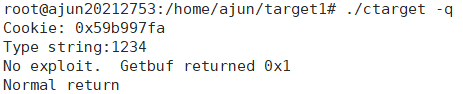 root@ajun20212753:/home/ajun/target1# ./ctarget -q
Cookie: 0x59b997fa
Type string:1234
No exploit.  Getbuf returned 0x1
Normal return